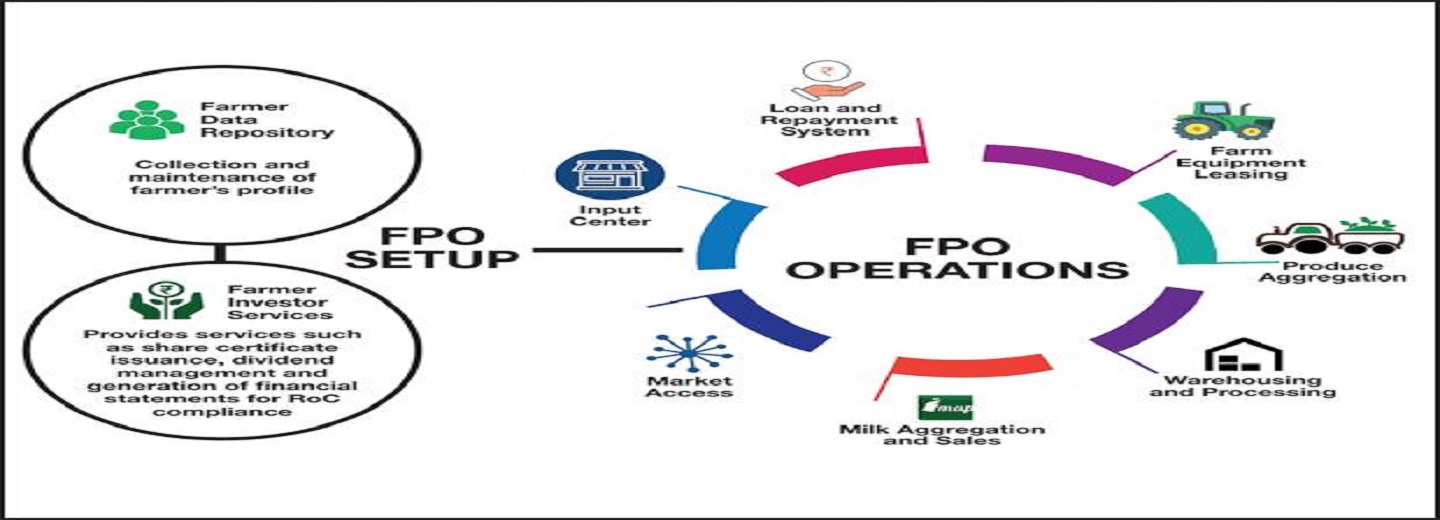 Farmer
Data
Repository
Collection and
maintenance of
farmer's profile
FPO
SETUP
Farmer
Investor
Services
Provides services such
as share certificate
issuance, dividend
management and
generation of financial
statements for RoC
compliance
Input
Center
Loan and
Repayment
System
Farm
Equipment
Leasing
Produce
Aggregation
Warehousing
and Processing
Milk Aggregation
and Sales
Market
Access
FPO
OPERATIONS